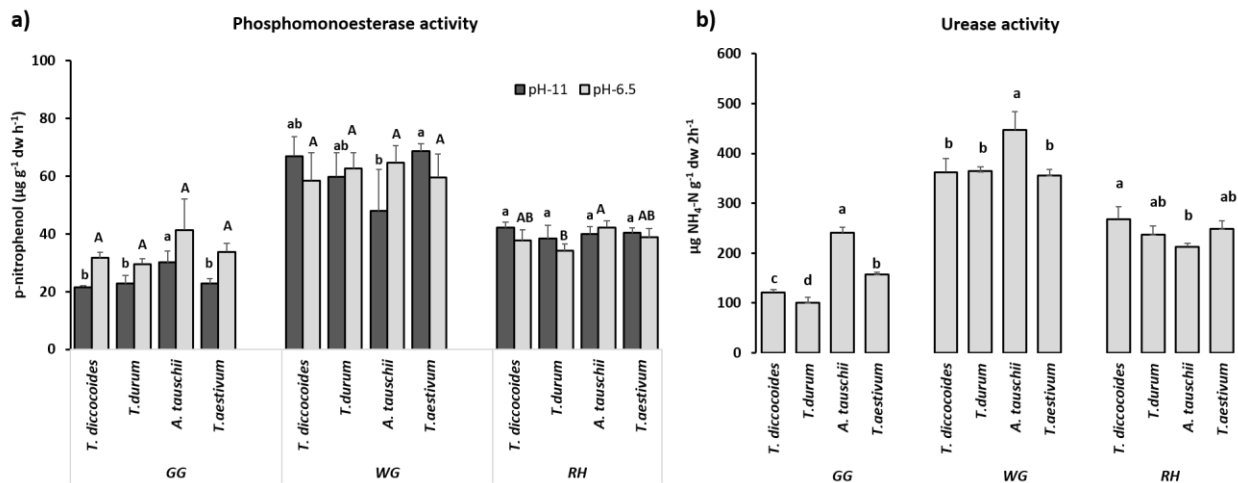 a)
Phosphomonoesterase activity
p-nitrophenol (µg g⁻¹ dw h⁻¹)
100
80
60
40
20
0
pH-11 pH-6.5
b A b A a A b A
ab A ab A b A a A
a AB a B a A a AB
T. diccocoides
T.durum
A. tauschii
T.aestivum
T. diccocoides
T.durum
A. tauschii
T.aestivum
T. diccocoides
T.durum
A. tauschii
T.aestivum
GG WG RH
b)
Urease activity
µg NH₄-N g⁻¹ dw 2h⁻¹
600
500
400
300
200
100
0
c d a b
b b a b
a ab b ab
T. diccocoides
T.durum
A. tauschii
T.aestivum
T. diccocoides
T.durum
A. tauschii
T.aestivum
T. diccocoides
T.durum
A. tauschii
T.aestivum
GG WG RH